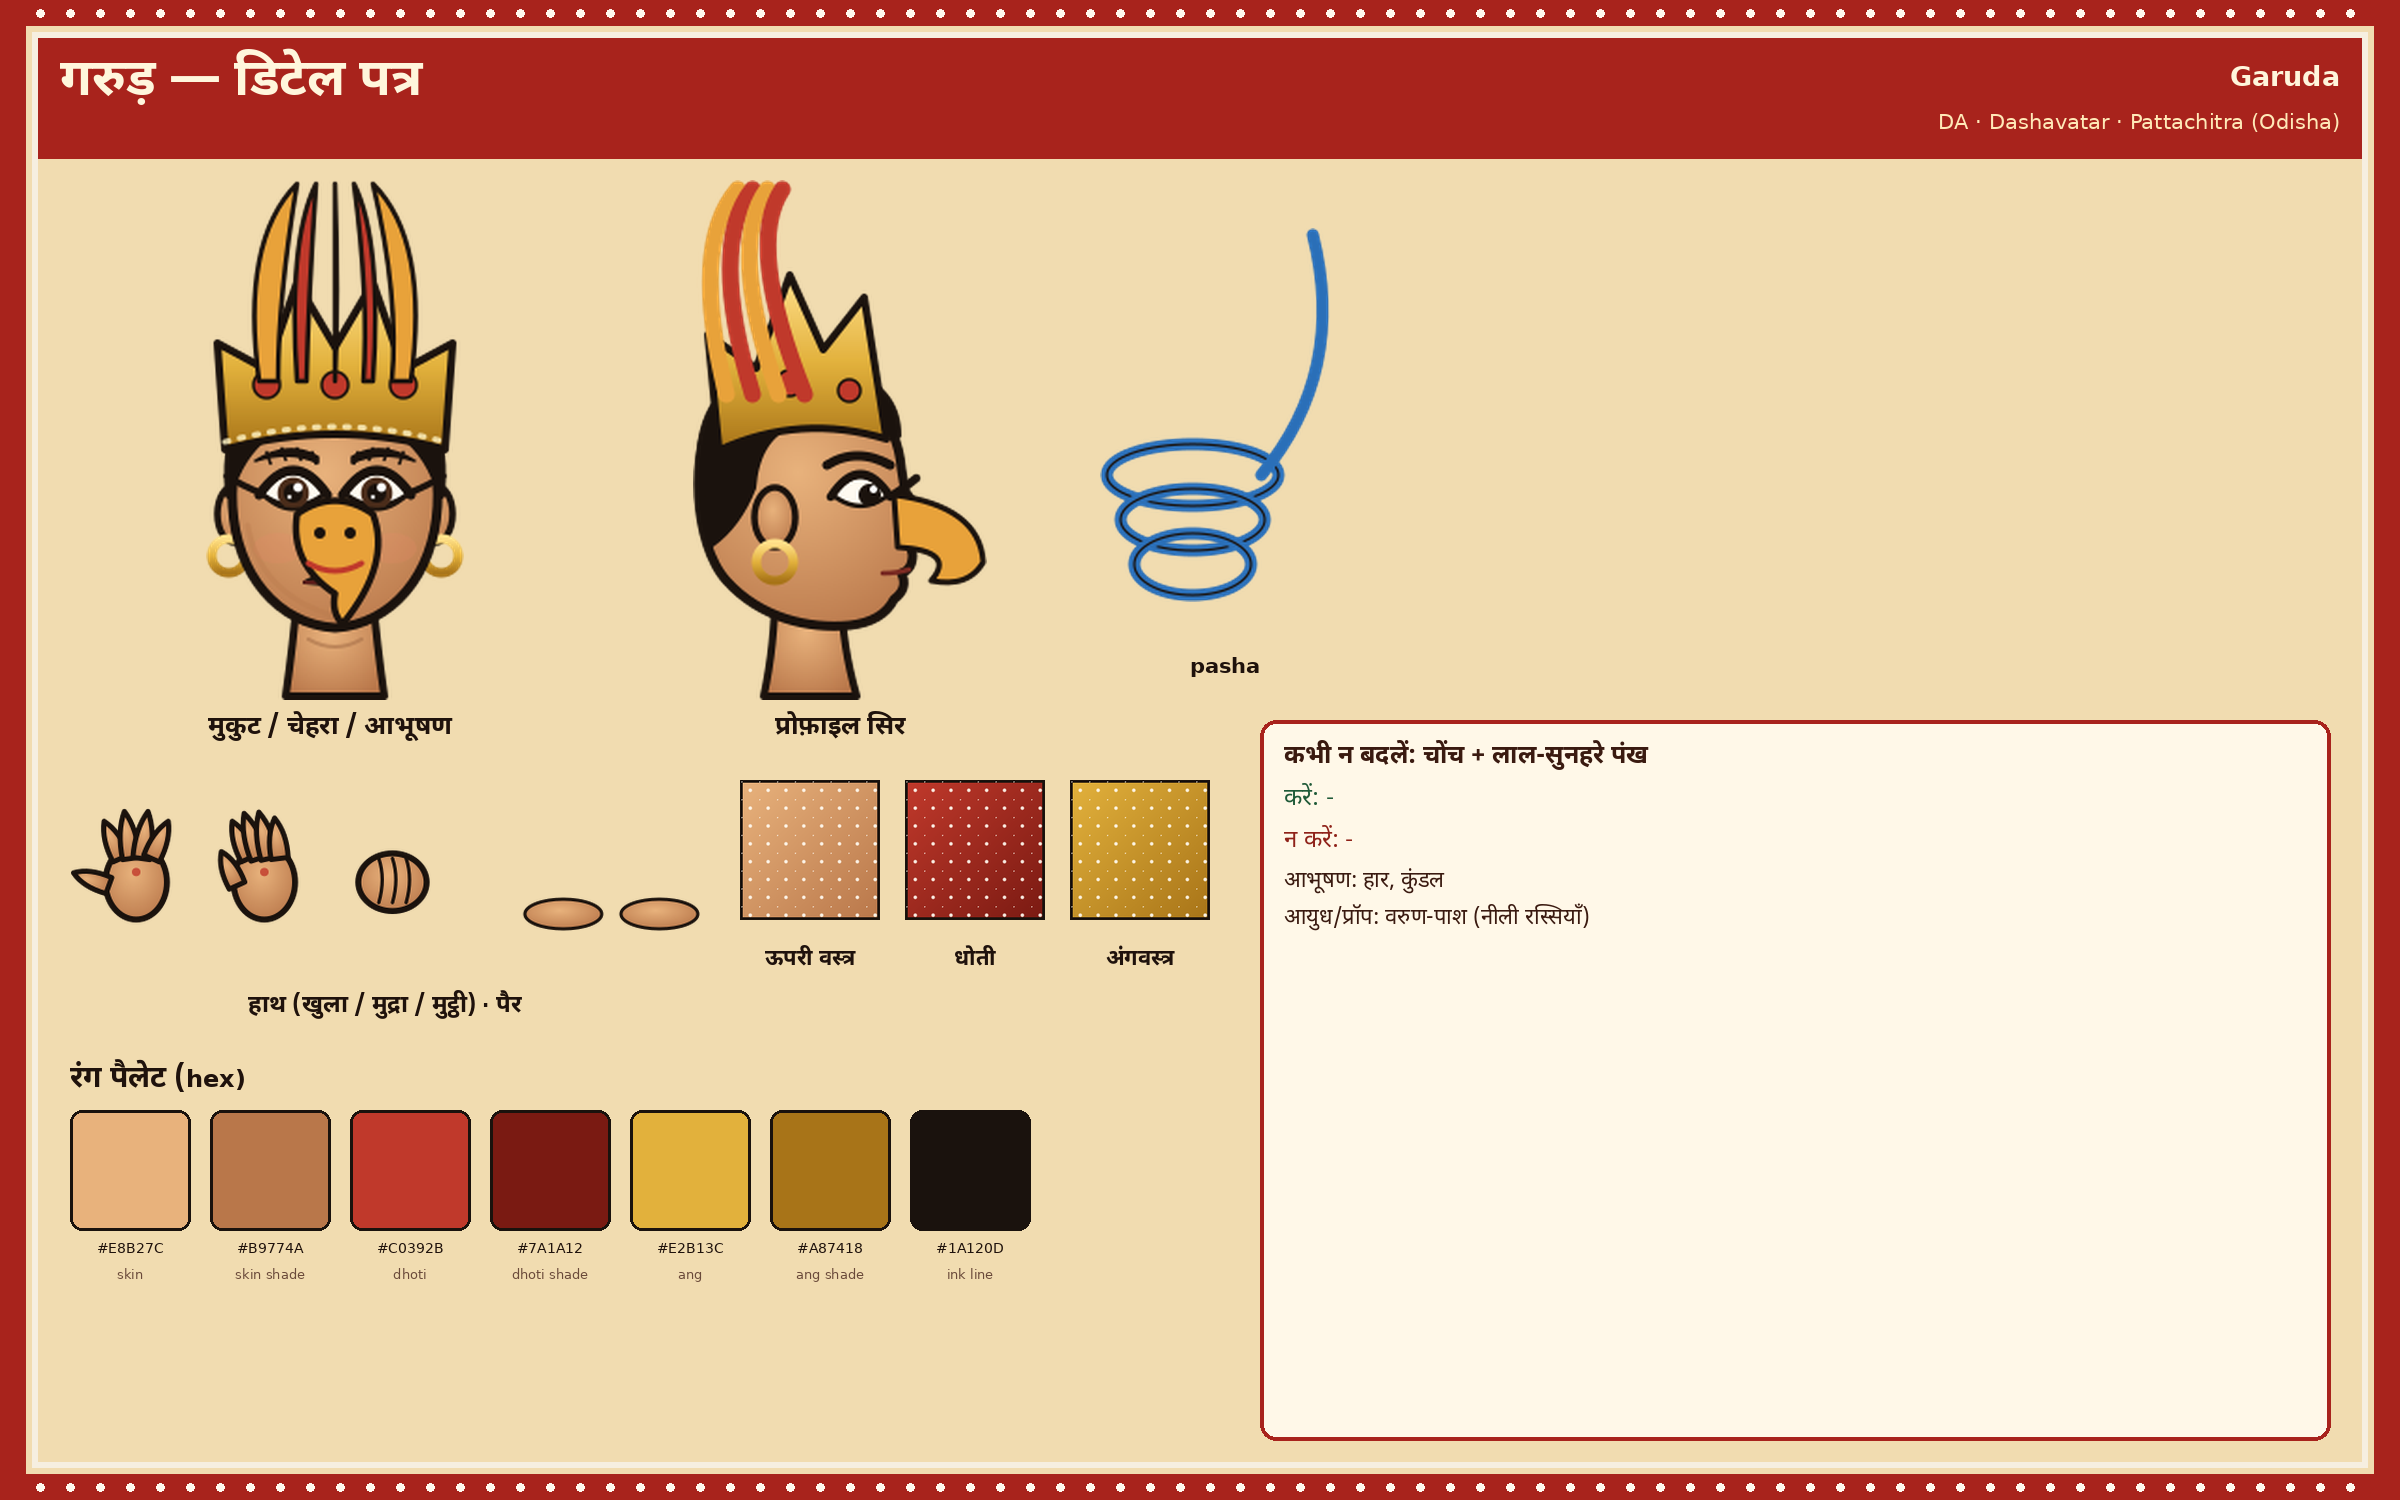 गरुड़ — डिटेल पत्र
Garuda
DA · Dashavatar · Pattachitra (Odisha)
pasha
मुकुट / चेहरा / आभूषण
प्रोफ़ाइल सिर
कभी न बदलें: चोंच + लाल-सुनहरे पंख
करें: -
न करें: -
आभूषण: हार, कुंडल
आयुध/प्रॉप: वरुण-पाश (नीली रस्सियाँ)
ऊपरी वस्त्र
धोती
अंगवस्त्र
हाथ (खुला / मुद्रा / मुट्ठी) · पैर
रंग पैलेट (hex)
#E8B27C
#B9774A
#C0392B
#7A1A12
#E2B13C
#A87418
#1A120D
skin
skin shade
dhoti
dhoti shade
ang
ang shade
ink line